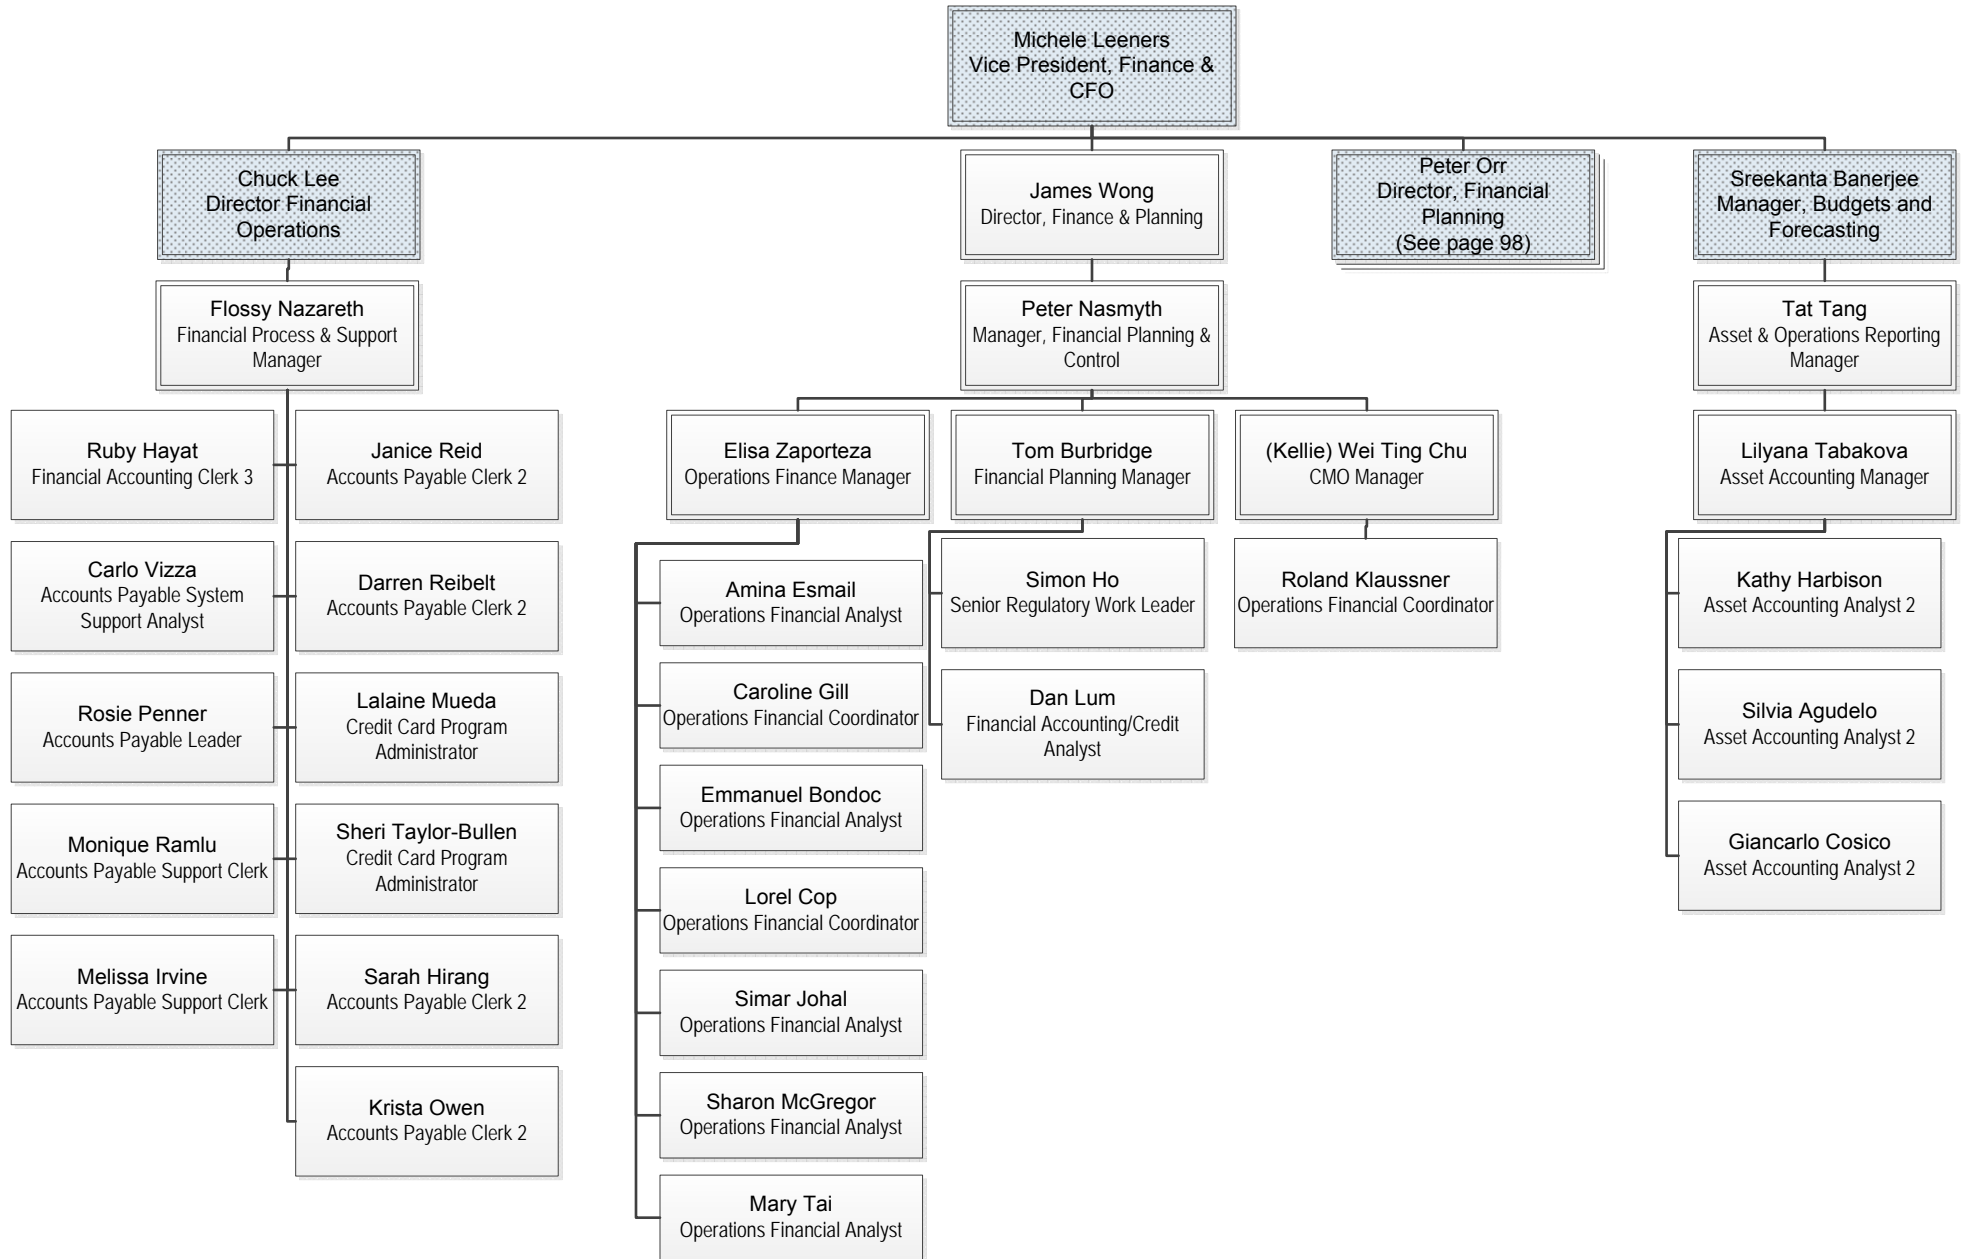 Michele Leeners
Vice President, Finance &
CFO
Chuck Lee
Director Financial
Operations
James Wong
Director, Finance & Planning
Peter Orr
Director, Financial
Planning
(See page 98)
Sreekanta Banerjee
Manager, Budgets and
Forecasting
Flossy Nazareth
Financial Process & Support
Manager
Peter Nasmyth
Manager, Financial Planning &
Control
Tat Tang
Asset & Operations Reporting
Manager
Ruby Hayat
Financial Accounting Clerk 3
Janice Reid
Accounts Payable Clerk 2
Carlo Vizza
Accounts Payable System
Support Analyst
Darren Reibelt
Accounts Payable Clerk 2
Rosie Penner
Accounts Payable Leader
Lalaine Mueda
Credit Card Program
Administrator
Monique Ramlu
Accounts Payable Support Clerk
Sheri Taylor-Bullen
Credit Card Program
Administrator
Melissa Irvine
Accounts Payable Support Clerk
Sarah Hirang
Accounts Payable Clerk 2
Krista Owen
Accounts Payable Clerk 2
Elisa Zaporteza
Operations Finance Manager
Tom Burbridge
Financial Planning Manager
(Kellie) Wei Ting Chu
CMO Manager
Amina Esmail
Operations Financial Analyst
Caroline Gill
Operations Financial Coordinator
Emmanuel Bondoc
Operations Financial Analyst
Lorel Cop
Operations Financial Coordinator
Simar Johal
Operations Financial Analyst
Sharon McGregor
Operations Financial Analyst
Mary Tai
Operations Financial Analyst
Simon Ho
Senior Regulatory Work Leader
Dan Lum
Financial Accounting/Credit
Analyst
Roland Klaussner
Operations Financial Coordinator
Lilyana Tabakova
Asset Accounting Manager
Kathy Harbison
Asset Accounting Analyst 2
Silvia Agudelo
Asset Accounting Analyst 2
Giancarlo Cosico
Asset Accounting Analyst 2